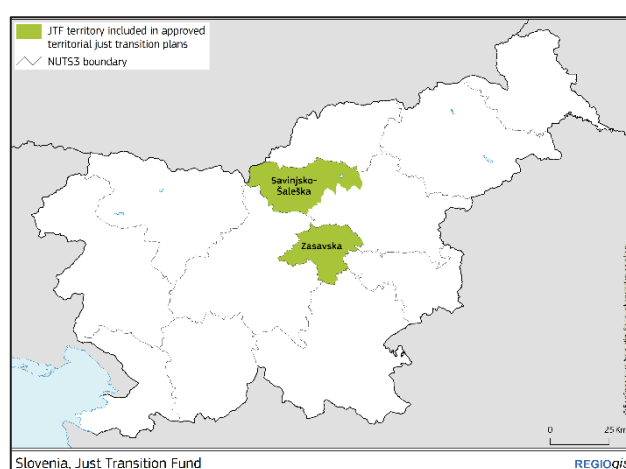 JTF territory included in approved
territorial just transition plans
NUTS3 boundary
Savinjsko-
Šaleška
Zasavska
0 25 Km
Slovenia, Just Transition Fund
REGIOgis